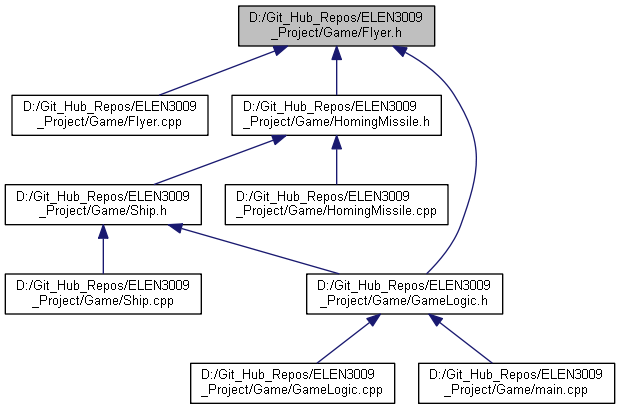 D:/Git_Hub_Repos/ELEN3009
_Project/Game/Flyer.h
D:/Git_Hub_Repos/ELEN3009
_Project/Game/Flyer.cpp
D:/Git_Hub_Repos/ELEN3009
_Project/Game/HomingMissile.h
D:/Git_Hub_Repos/ELEN3009
_Project/Game/Ship.h
D:/Git_Hub_Repos/ELEN3009
_Project/Game/HomingMissile.cpp
D:/Git_Hub_Repos/ELEN3009
_Project/Game/Ship.cpp
D:/Git_Hub_Repos/ELEN3009
_Project/Game/GameLogic.h
D:/Git_Hub_Repos/ELEN3009
_Project/Game/GameLogic.cpp
D:/Git_Hub_Repos/ELEN3009
_Project/Game/main.cpp